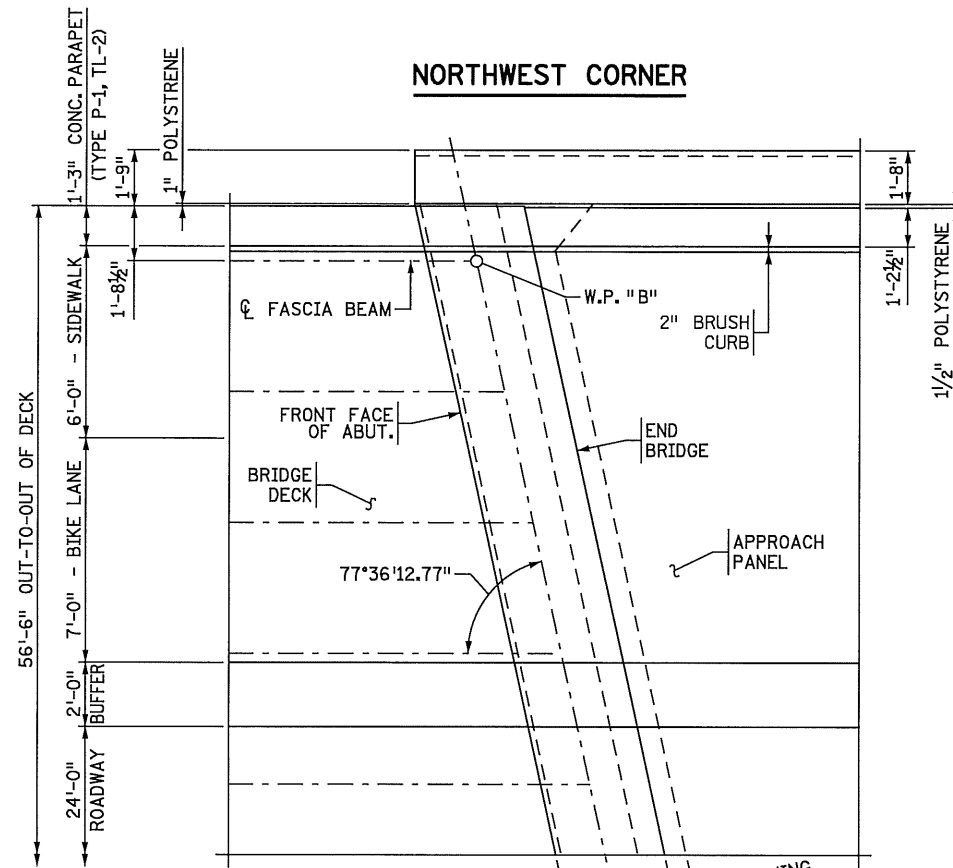 NORTHWEST CORNER
1'-3" CONC. PARAPET
(TYPE P-1, TL-2)
1'-9"
1" POLYSTRENE
1'-8"
1'-8½"
℄ FASCIA BEAM
W.P. "B"
2" BRUSH
CURB
1'-2½"
1½" POLYSTYRENE
56'-6" OUT-TO-OUT OF DECK
6'-0" - SIDEWALK
FRONT FACE
OF ABUT.
END
BRIDGE
BRIDGE
DECK
APPROACH
PANEL
7'-0" - BIKE LANE
77°36'12.77"
2'-0"
BUFFER
24'-0"
ROADWAY